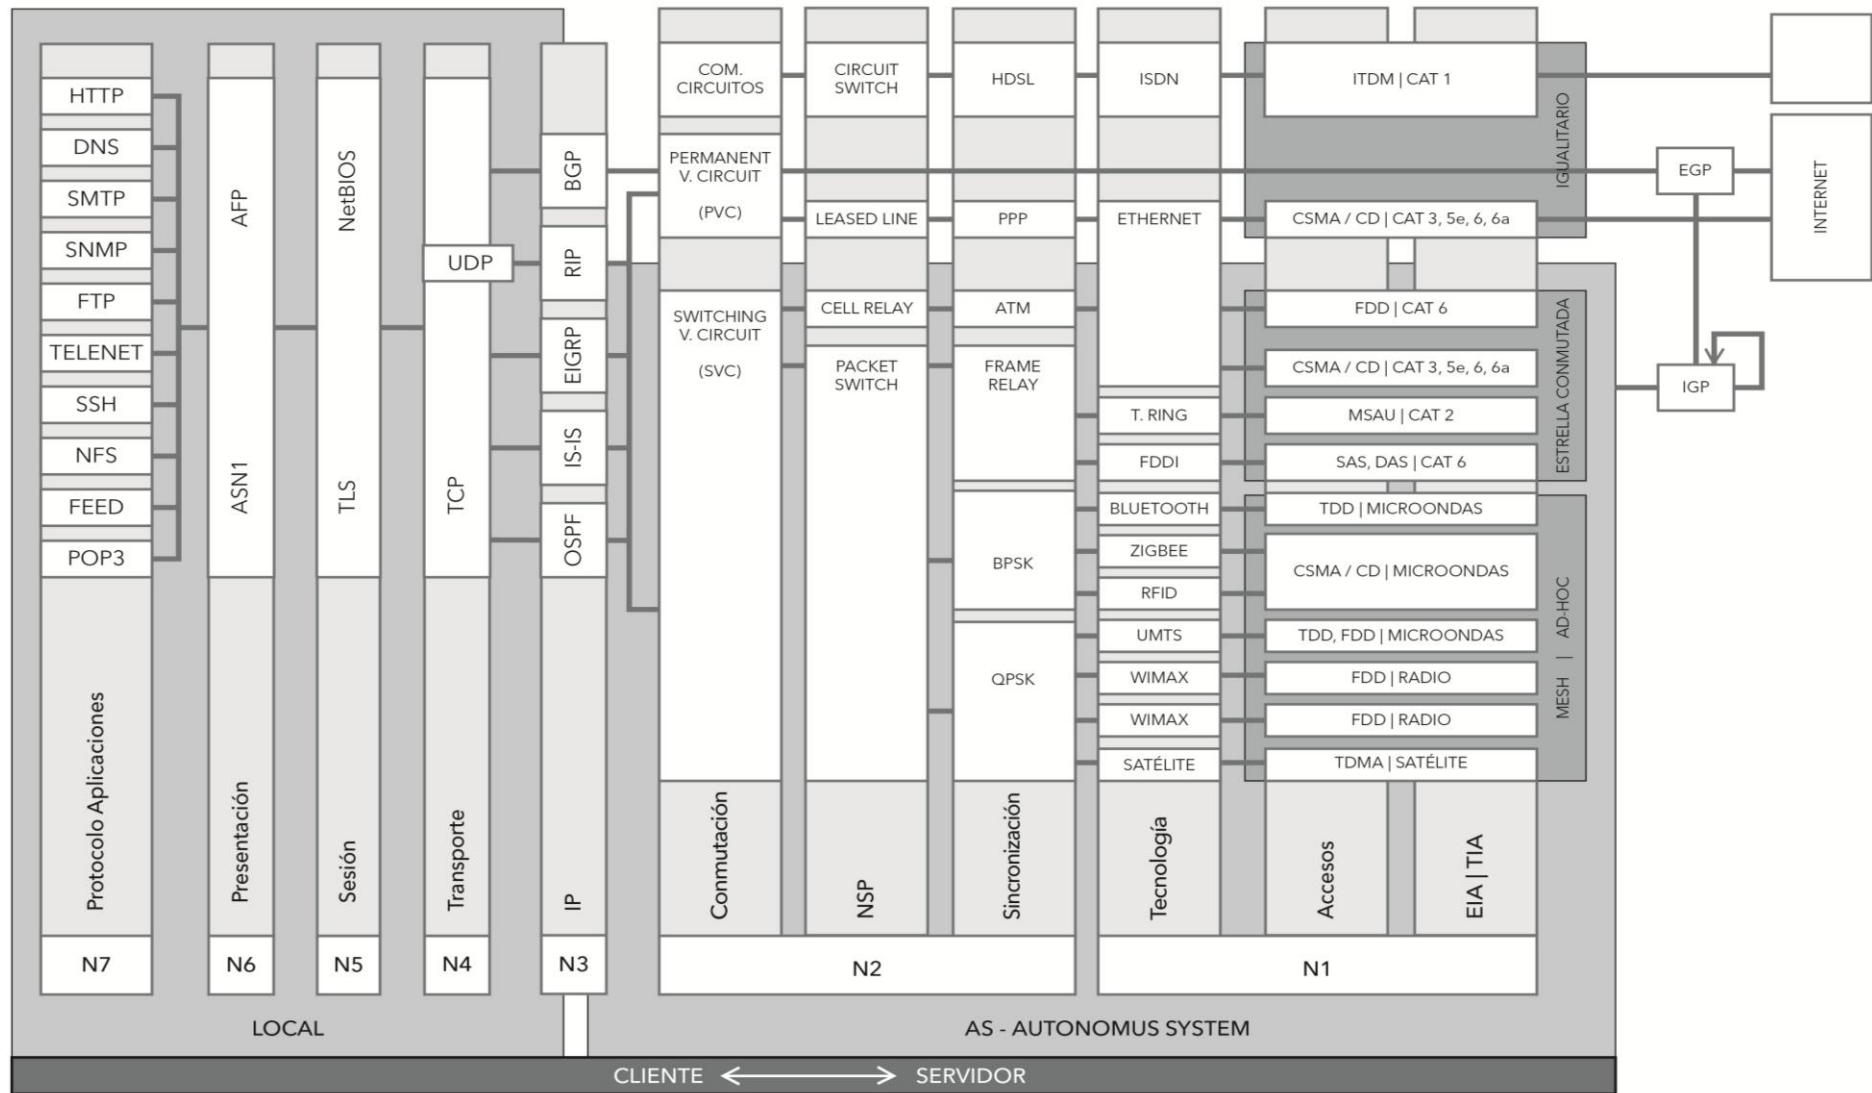 HTTP
DNS
SMTP
SNMP
FTP
TELENET
SSH
NFS
FEED
POP3
Protocolo Aplicaciones
N7
AFP
ASN1
Presentación
N6
NetBIOS
TLS
Sesión
N5
UDP
TCP
Transporte
N4
BGP
RIP
EIGRP
IS-IS
OSPF
IP
N3
COM.
CIRCUITOS
PERMANENT
V. CIRCUIT
(PVC)
SWITCHING
V. CIRCUIT
(SVC)
Conmutación
CIRCUIT
SWITCH
LEASED LINE
CELL RELAY
PACKET
SWITCH
NSP
HDSL
PPP
ATM
FRAME
RELAY
BPSK
QPSK
Sincronización
N2
ISDN
ETHERNET
T. RING
FDDI
BLUETOOTH
ZIGBEE
RFID
UMTS
WIMAX
WIMAX
SATÉLITE
Tecnología
ITDM | CAT 1
CSMA / CD | CAT 3, 5e, 6, 6a
FDD | CAT 6
CSMA / CD | CAT 3, 5e, 6, 6a
MSAU | CAT 2
SAS, DAS | CAT 6
TDD | MICROONDAS
CSMA / CD | MICROONDAS
TDD, FDD | MICROONDAS
FDD | RADIO
FDD | RADIO
TDMA | SATÉLITE
Accesos
EIA | TIA
N1
IGUALITARIO
ESTRELLA CONMUTADA
MESH | AD-HOC
EGP
IGP
INTERNET
LOCAL
AS - AUTONOMUS SYSTEM
CLIENTE
SERVIDOR